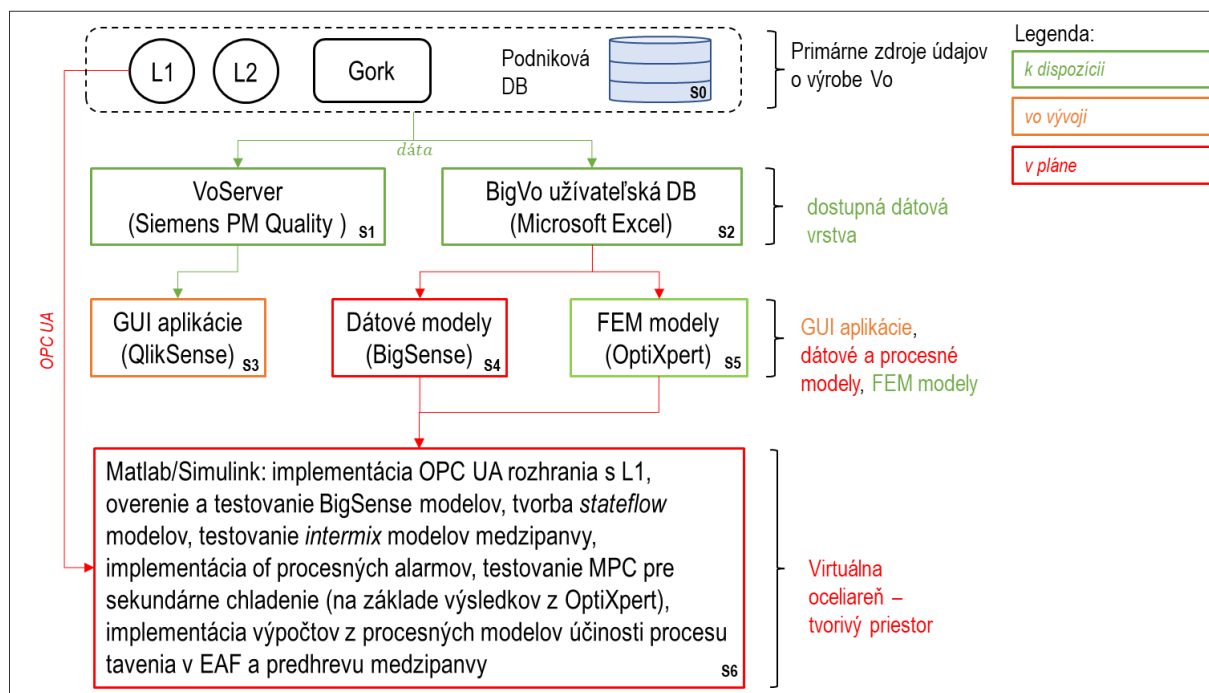 L1
L2
Gork
Podniková
DB
S0
Primárne zdroje údajov
o výrobe Vo
Legenda:
k dispozícii
vo vývoji
v pláne
dáta
VoServer
(Siemens PM Quality )
S1
BigVo užívateľská DB
(Microsoft Excel)
S2
dostupná dátová
vrstva
OPC UA
GUI aplikácie
(QlikSense)
S3
Dátové modely
(BigSense)
S4
FEM modely
(OptiXpert)
S5
GUI aplikácie,
dátové a procesné
modely, FEM modely
Matlab/Simulink: implementácia OPC UA rozhrania s L1,
overenie a testovanie BigSense modelov, tvorba stateflow
modelov, testovanie intermix modelov medzipanvy,
implementácia of procesných alarmov, testovanie MPC pre
sekundárne chladenie (na základe výsledkov z OptiXpert),
implementácia výpočtov z procesných modelov účinosti procesu
tavenia v EAF a predhrevu medzipanvy
S6
Virtuálna
oceliareň –
tvorivý priestor